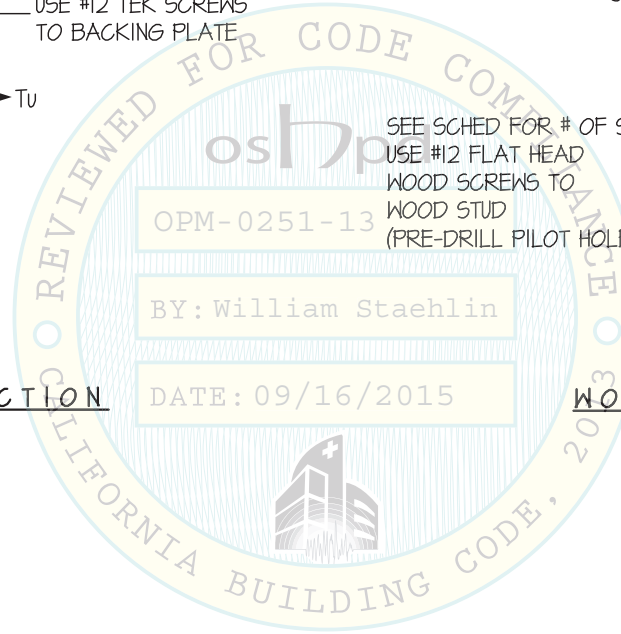 USE #12 TEK SCREWS
TO BACKING PLATE
Tu
REVIEWED FOR CODE COMPLIANCE
oshpd
SEE SCHED FOR # OF
USE #12 FLAT HEAD
WOOD SCREWS TO
WOOD STUD
(PRE-DRILL PILOT
OPM-0251-13
BY: William Staehlin
DATE: 09/16/2015
CALIFORNIA BUILDING CODE, 2013